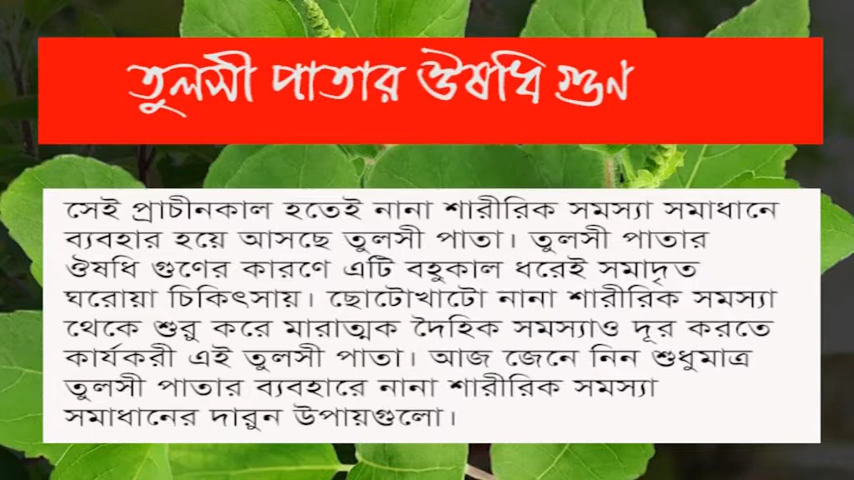 তুলসী পাতার ঔষধি গুণ
সেই প্রাচীনকাল হতেই নানা শারীরিক সমস্যা সমাধানে
ব্যবহার হয়ে আসছে তুলসী পাতা। তুলসী পাতার
ঔষধি গুণের কারণে এটি বহুকাল ধরেই সমাদৃত
ঘরোয়া চিকিৎসায়। ছোটোখাটো নানা শারীরিক সমস্যা
থেকে শুরু করে মারাত্মক দৈহিক সমস্যাও দূর করতে
কার্যকরী এই তুলসী পাতা। আজ জেনে নিন শুধুমাত্র
তুলসী পাতার ব্যবহারে নানা শারীরিক সমস্যা
সমাধানের দারুন উপায়গুলো।